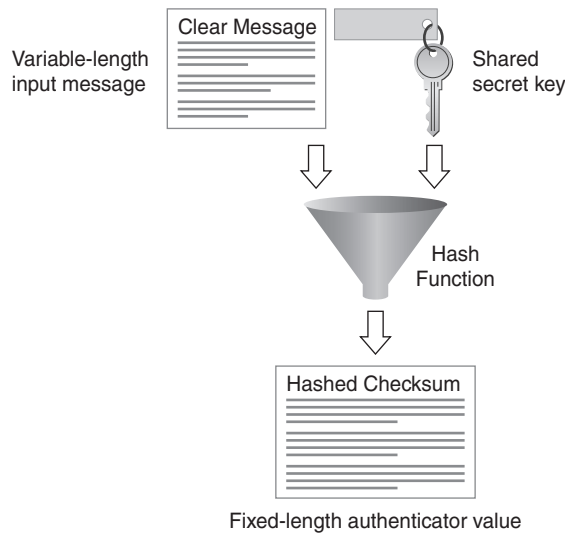 Clear Message
Variable-length
input message
Shared
secret key
Hash
Function
Hashed Checksum
Fixed-length authenticator value